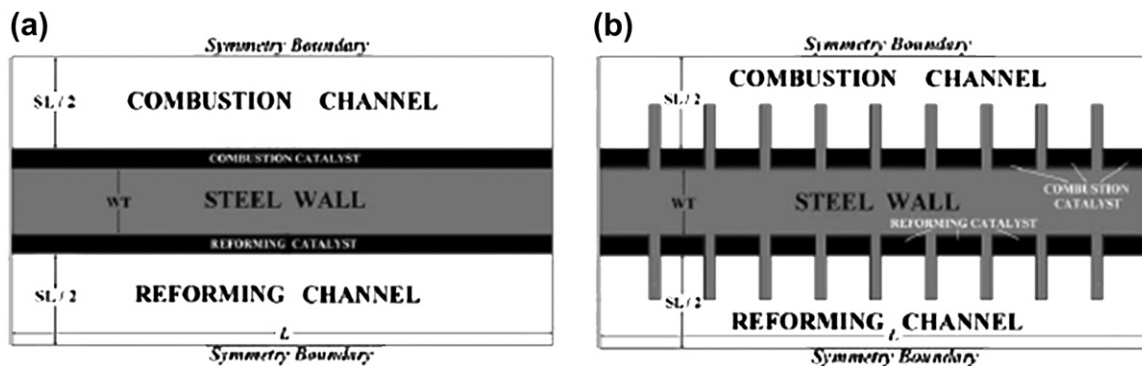 (a)
Symmetry Boundary
SL / 2
COMBUSTION CHANNEL
COMBUSTION CATALYST
WT
STEEL WALL
REFORMING CATALYST
SL / 2
REFORMING CHANNEL
L
Symmetry Boundary
(b)
Symmetry Boundary
SL / 2
COMBUSTION CHANNEL
COMBUSTION
CATALYST
WT
STEEL WALL
REFORMING CATALYST
SL / 2
REFORMING CHANNEL
L
Symmetry Boundary